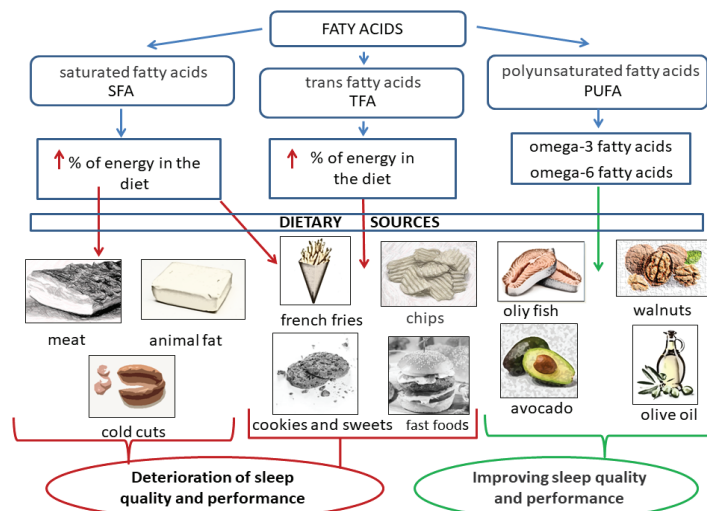 FATY ACIDS
saturated fatty acids
SFA
trans fatty acids
TFA
polyunsaturated fatty acids
PUFA
% of energy in the
diet
% of energy in
the diet
omega-3 fatty acids
omega-6 fatty acids
DIETARY SOURCES
meat
animal fat
french fries
chips
oliy fish
walnuts
cold cuts
cookies and sweets
fast foods
avocado
olive oil
Deterioration of sleep
quality and performance
Improving sleep quality
and performance